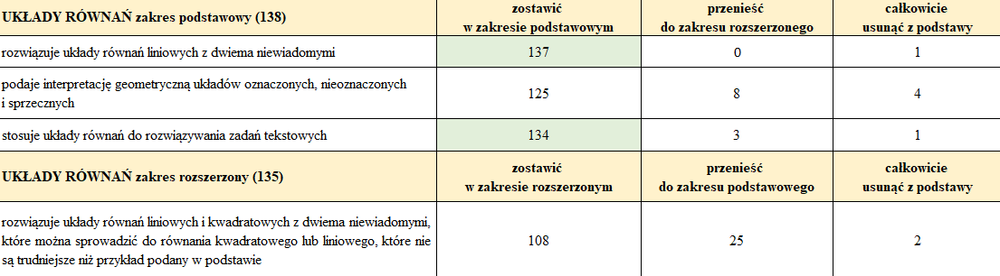 UKŁADY RÓWNAŃ zakres podstawowy (138)
zostawić
w zakresie podstawowym
przenieść
do zakresu rozszerzonego
całkowicie
usunąć z podstawy
rozwiązuje układy równań liniowych z dwiema niewiadomymi
137
0
1
podaje interpretację geometryczną układów oznaczonych, nieoznaczonych
i sprzecznych
125
8
4
stosuje układy równań do rozwiązywania zadań tekstowych
134
3
1
UKŁADY RÓWNAŃ zakres rozszerzony (135)
zostawić
w zakresie rozszerzonym
przenieść
do zakresu podstawowego
całkowicie
usunąć z podstawy
rozwiązuje układy równań liniowych i kwadratowych z dwiema niewiadomymi,
które można sprowadzić do równania kwadratowego lub liniowego, które nie
są trudniejsze niż przykład podany w podstawie
108
25
2